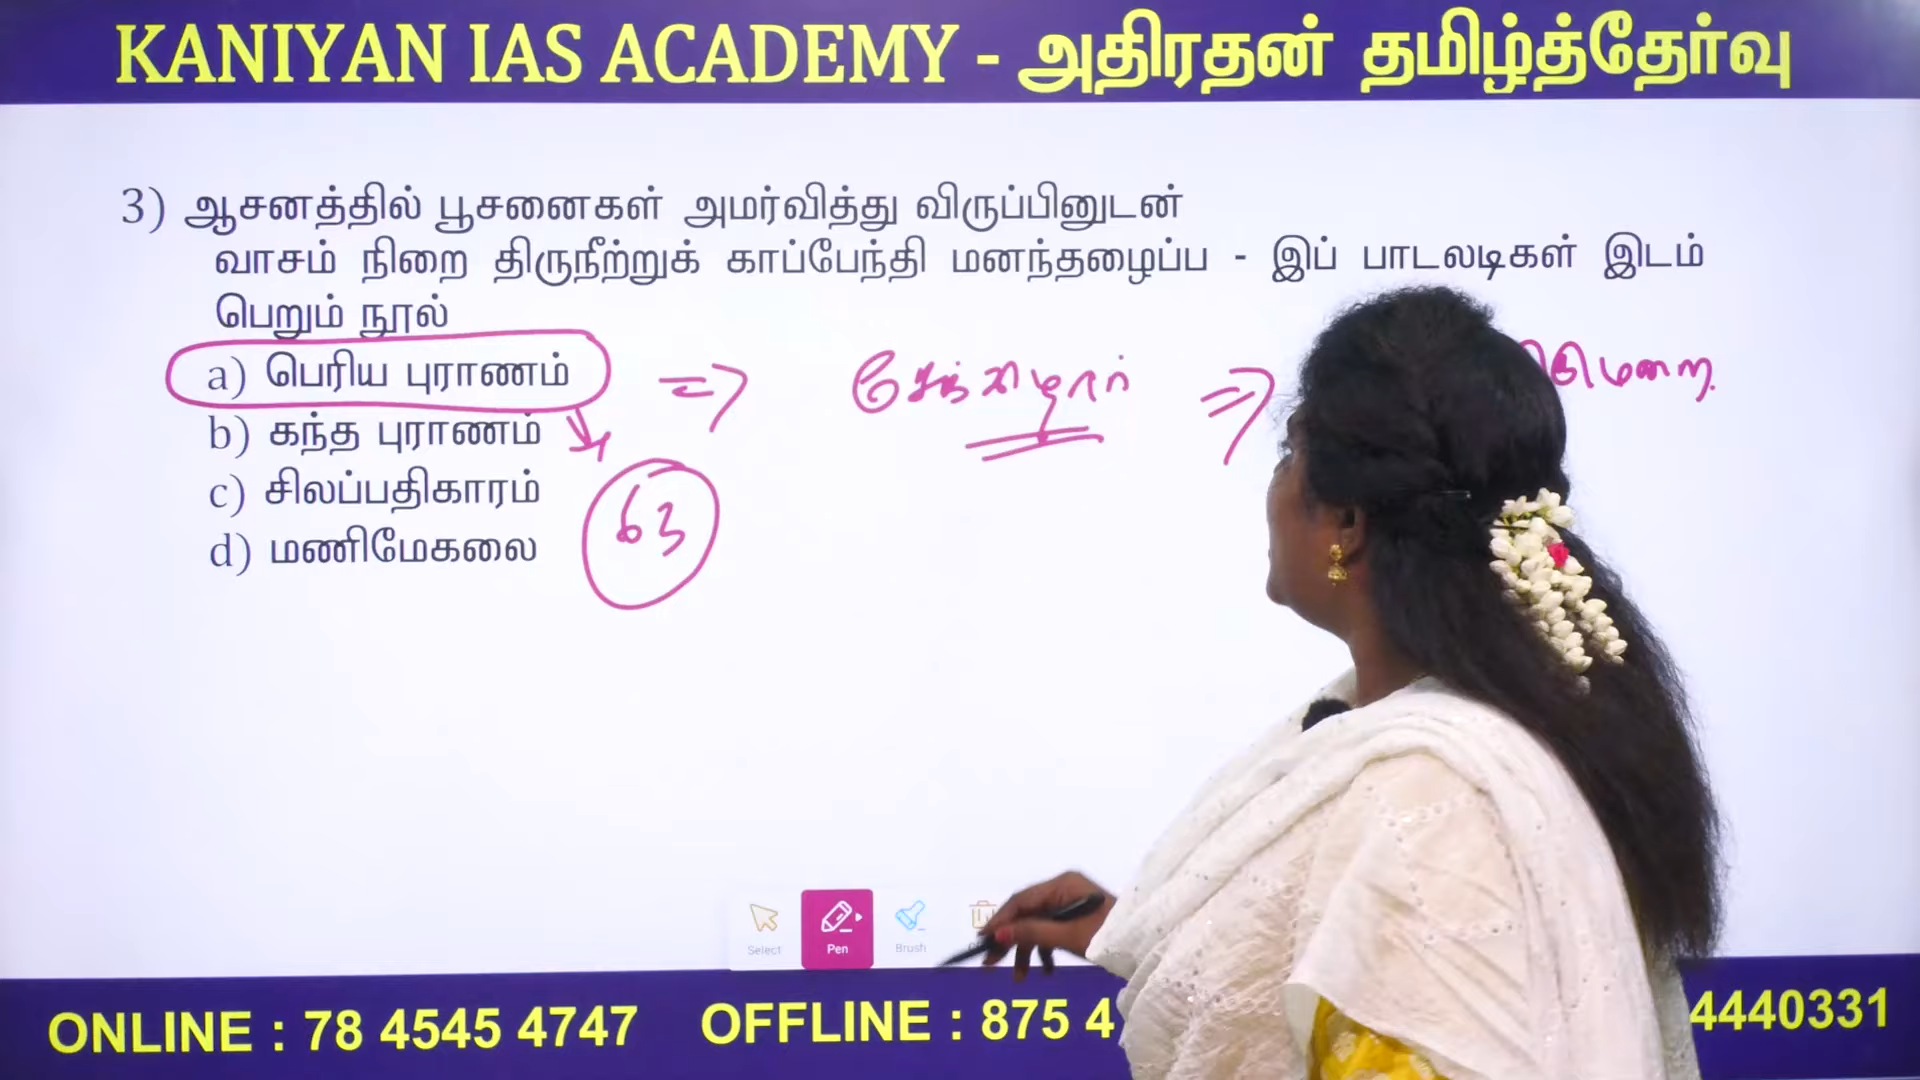 KANIYAN IAS ACADEMY - அதிரதன் தமிழ்த்தேர்வு
3) ஆசனத்தில் பூசனைகள் அமர்வித்து விருப்பினுடன்
வாசம் நிறை திருநீற்றுக் காப்பேந்தி மனந்தழைப்ப - இப் பாடலடிகள் இடம்
பெறும் நூல்
a) பெரிய புராணம் => சேக்கிழார் =>
b) கந்த புராணம்
c) சிலப்பதிகாரம்
d) மணிமேகலை
63
Select Pen Brush
ONLINE : 78 4545 4747 OFFLINE : 875 4 4440331